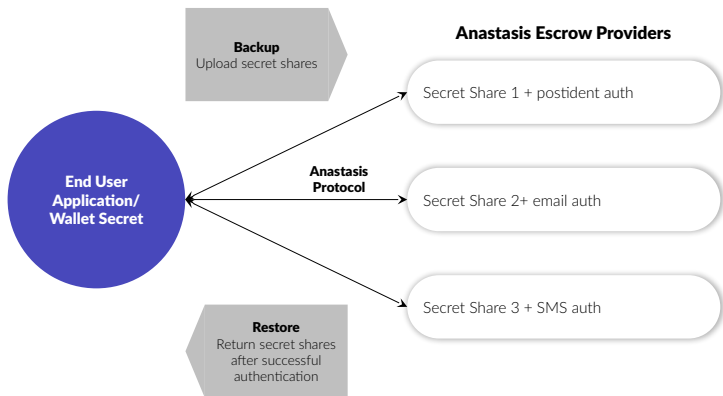 Backup
Upload secret shares
Anastasis Escrow Providers
Secret Share 1 + postident auth
End User
Application/
Wallet Secret
Anastasis
Protocol
Secret Share 2+ email auth
Secret Share 3 + SMS auth
Restore
Return secret shares
after successful
authentication